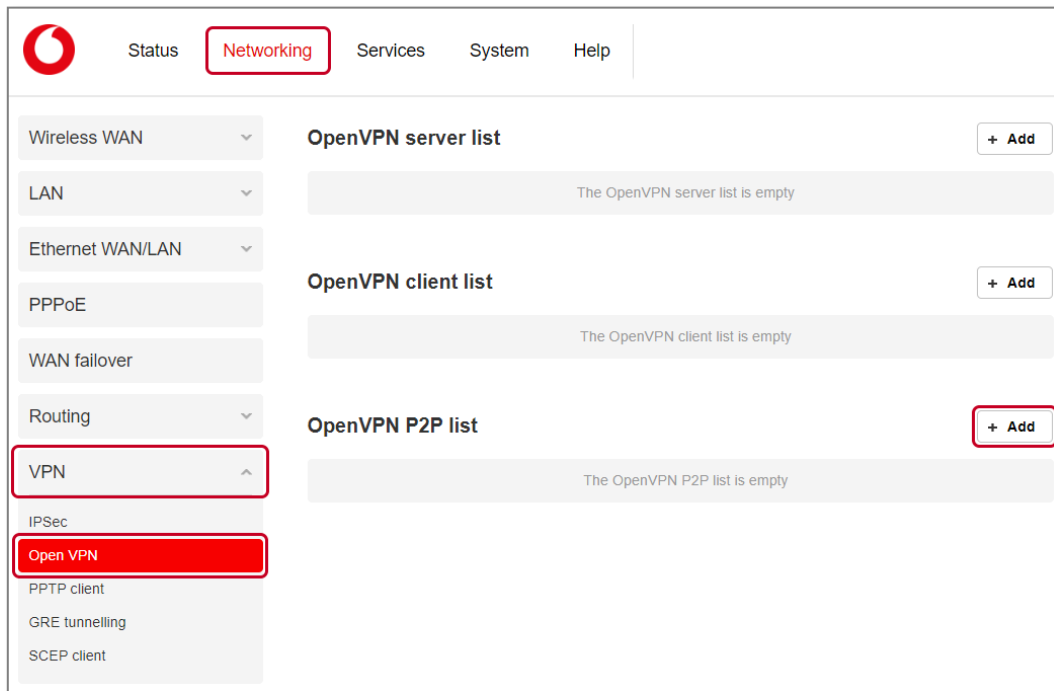 Status Networking Services System Help
Wireless WAN
LAN
Ethernet WAN/LAN
PPPoE
WAN failover
Routing
VPN
IPSec
Open VPN
PPTP client
GRE tunnelling
SCEP client
OpenVPN server list
+ Add
The OpenVPN server list is empty
OpenVPN client list
+ Add
The OpenVPN client list is empty
OpenVPN P2P list
+ Add
The OpenVPN P2P list is empty